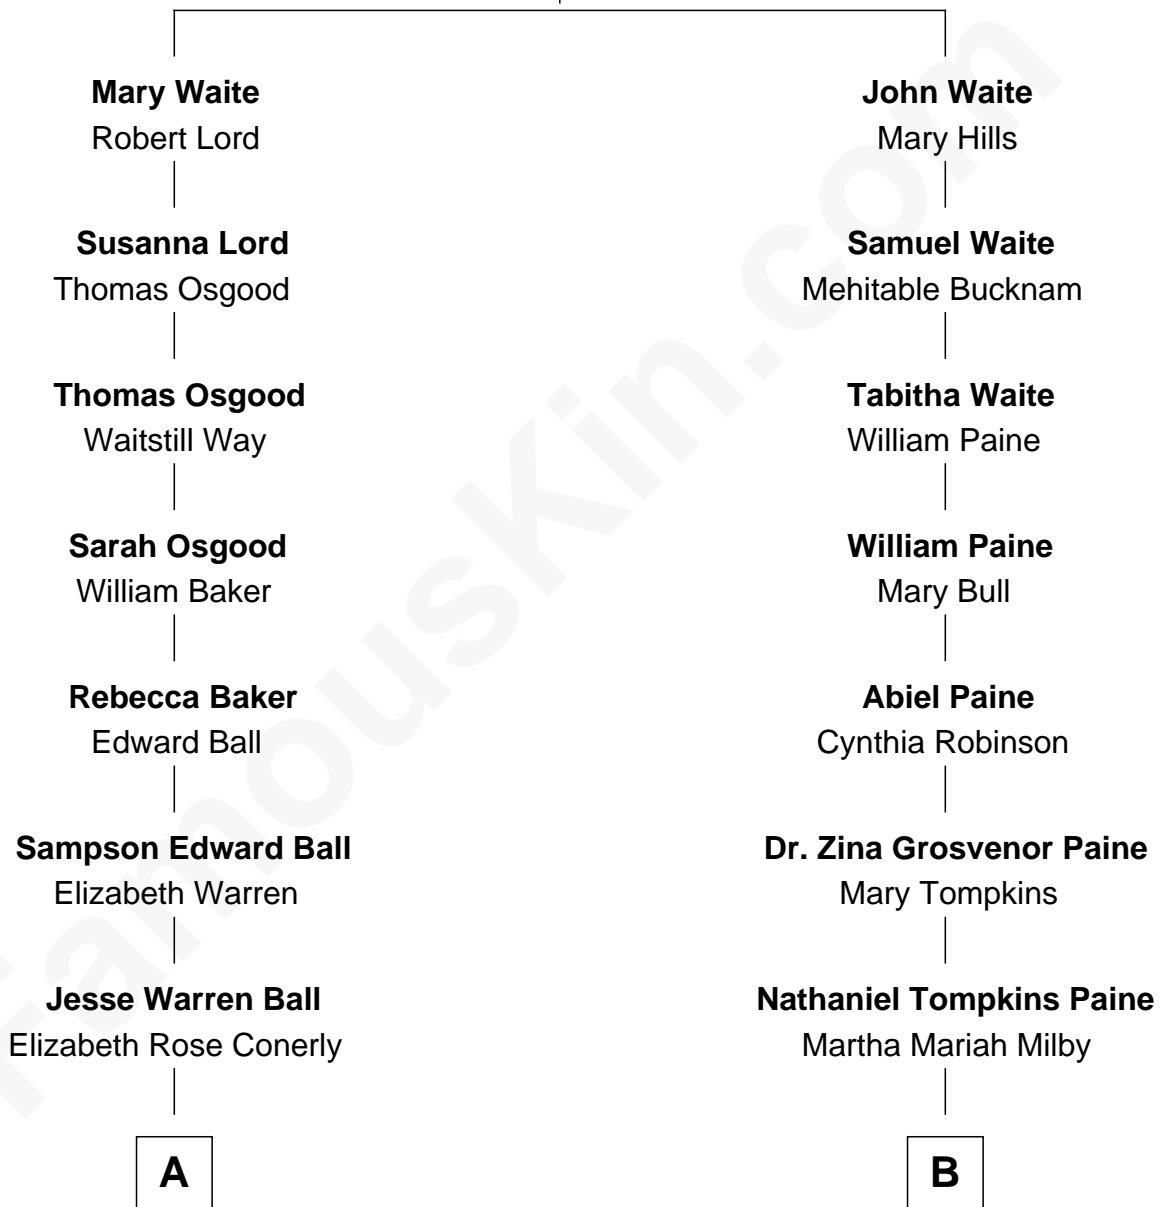 Mary Waite
Robert Lord
Susanna Lord
Thomas Osgood
Thomas Osgood
Waitstill Way
Sarah Osgood
William Baker
Rebecca Baker
Edward Ball
Sampson Edward Ball
Elizabeth Warren
Jesse Warren Ball
Elizabeth Rose Conerly
A
John Waite
Mary Hills
Samuel Waite
Mehitable Bucknam
Tabitha Waite
William Paine
William Paine
Mary Bull
Abiel Paine
Cynthia Robinson
Dr. Zina Grosvenor Paine
Mary Tompkins
Nathaniel Tompkins Paine
Martha Mariah Milby
B
FamousKin.com